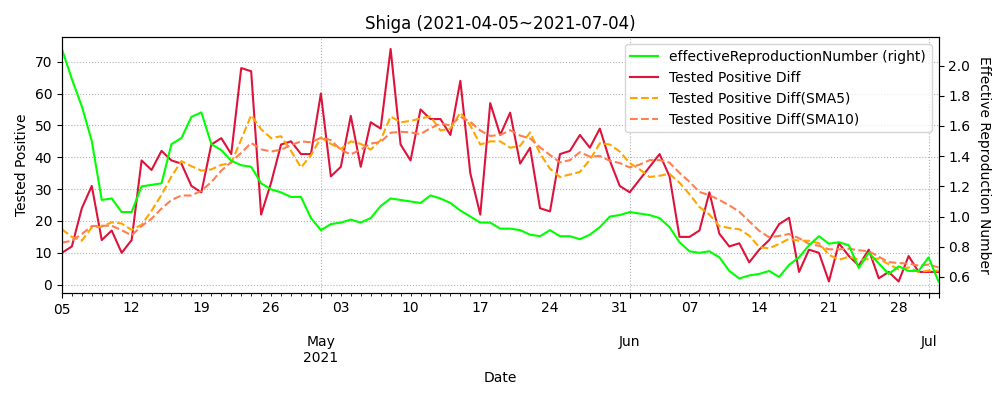 Shiga (2021-04-05~2021-07-04)
effectiveReproductionNumber (right)
Tested Positive Diff
Tested Positive Diff(SMA5)
Tested Positive Diff(SMA10)
Tested Positive
70
60
50
40
30
20
10
0
2.0
1.8
1.6
1.4
1.2
1.0
0.8
0.6
Effective Reproduction Number
05 12 19 26 03 10 17 24 31 07 14 21 28
May Jun Jul
2021
Date